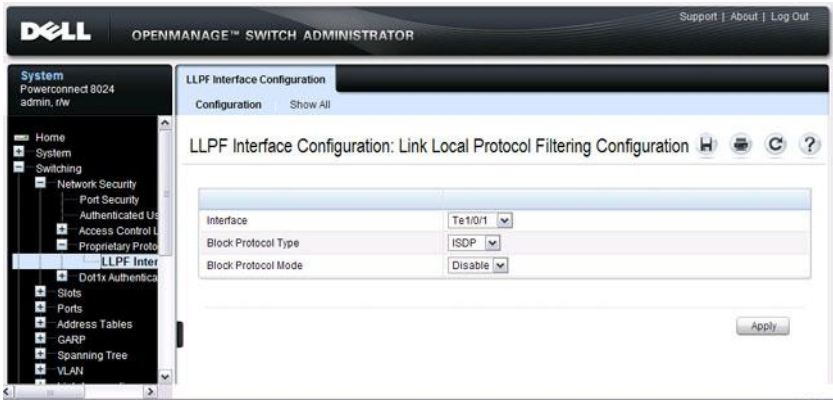 Support | About | Log Out
DELL
OPENMANAGE™ SWITCH ADMINISTRATOR
System
Powerconnect 8024
admin, r/w
Home
System
Switching
Network Security
Port Security
Authenticated Us
Access Control L
Proprietary Proto
LLPF Inter
Dot1x Authentica
Slots
Ports
Address Tables
GARP
Spanning Tree
VLAN
LLPF Interface Configuration
Configuration Show All
LLPF Interface Configuration: Link Local Protocol Filtering Configuration
Interface Te1/0/1
Block Protocol Type ISDP
Block Protocol Mode Disable
Apply